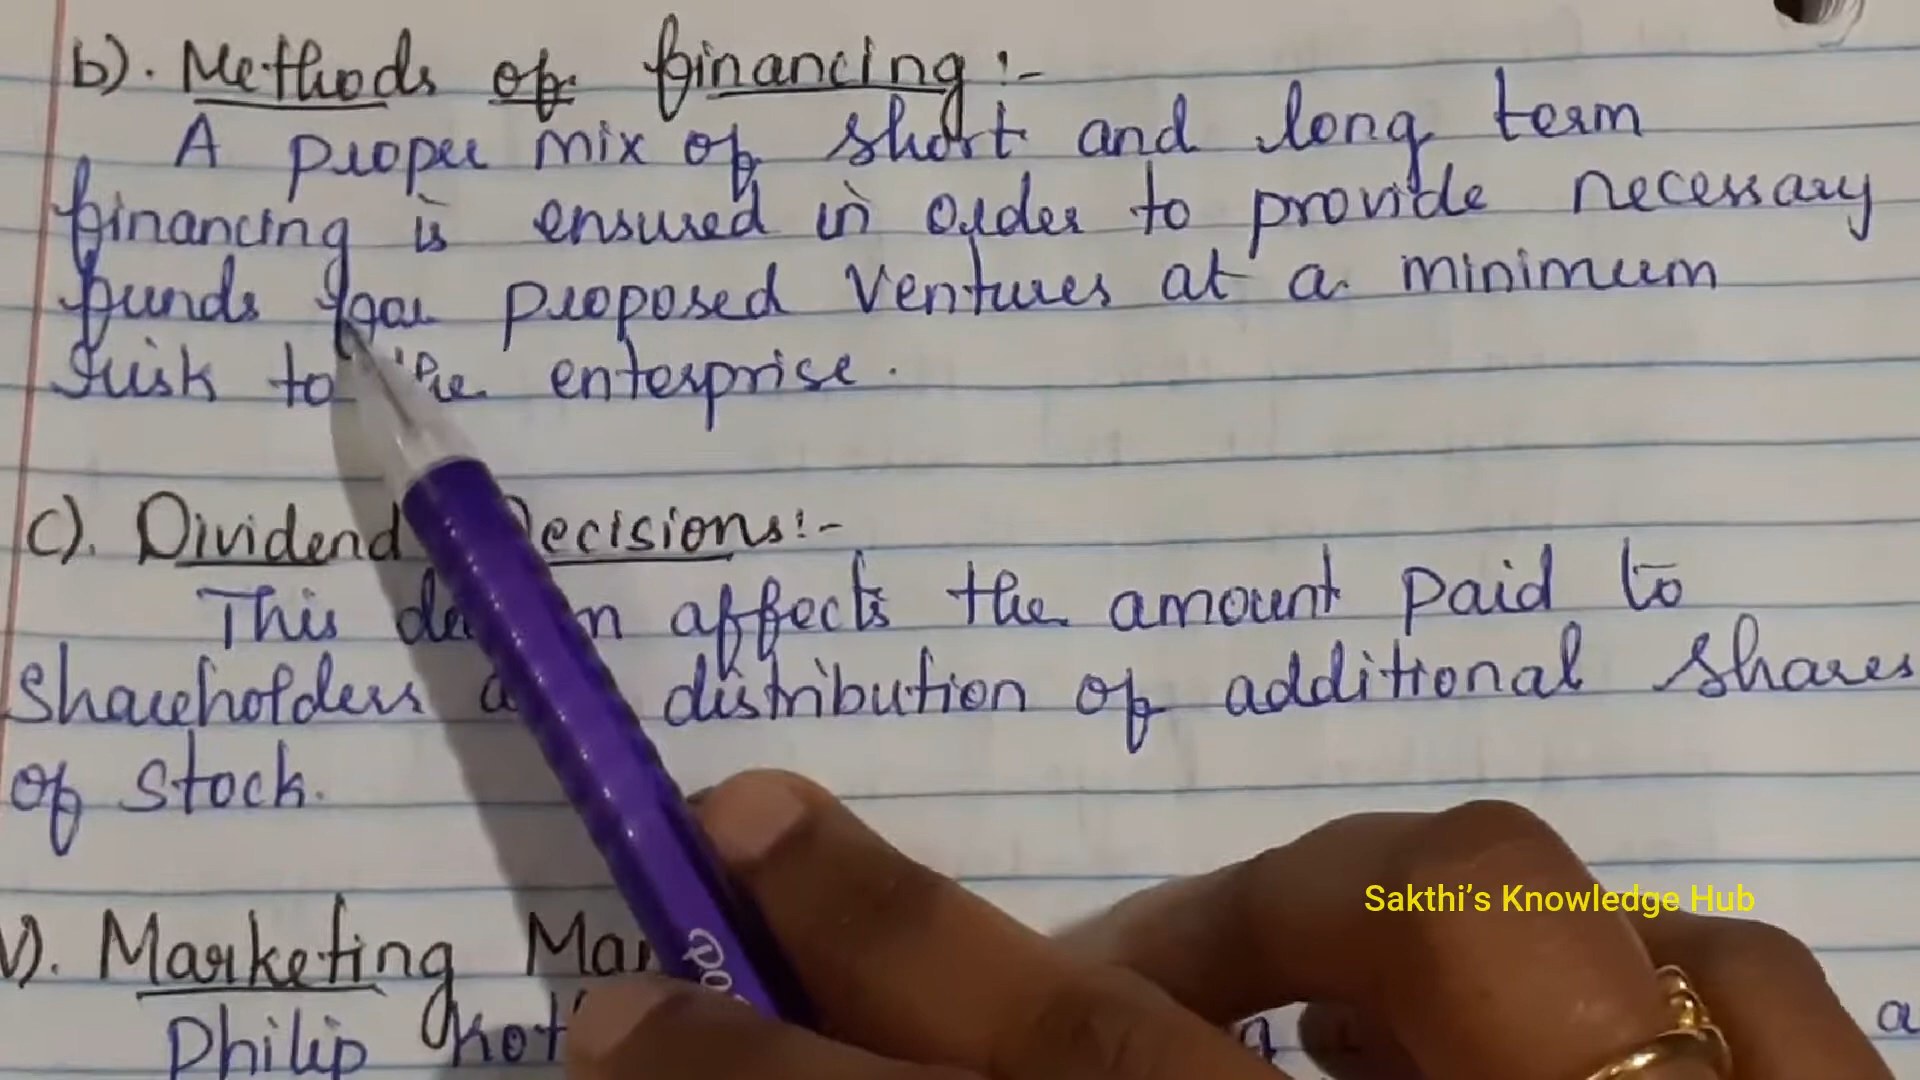 b). Methods of financing :-
A proper mix of short and long term
financing is ensured in order to provide necessary
funds for proposed ventures at a minimum
risk to the enterprise.
c). Dividend Decisions:-
This affects the amount paid to
shareholders distribution of additional shares
of stock.
Sakthi's Knowledge Hub
V). Marketing
Philip
a